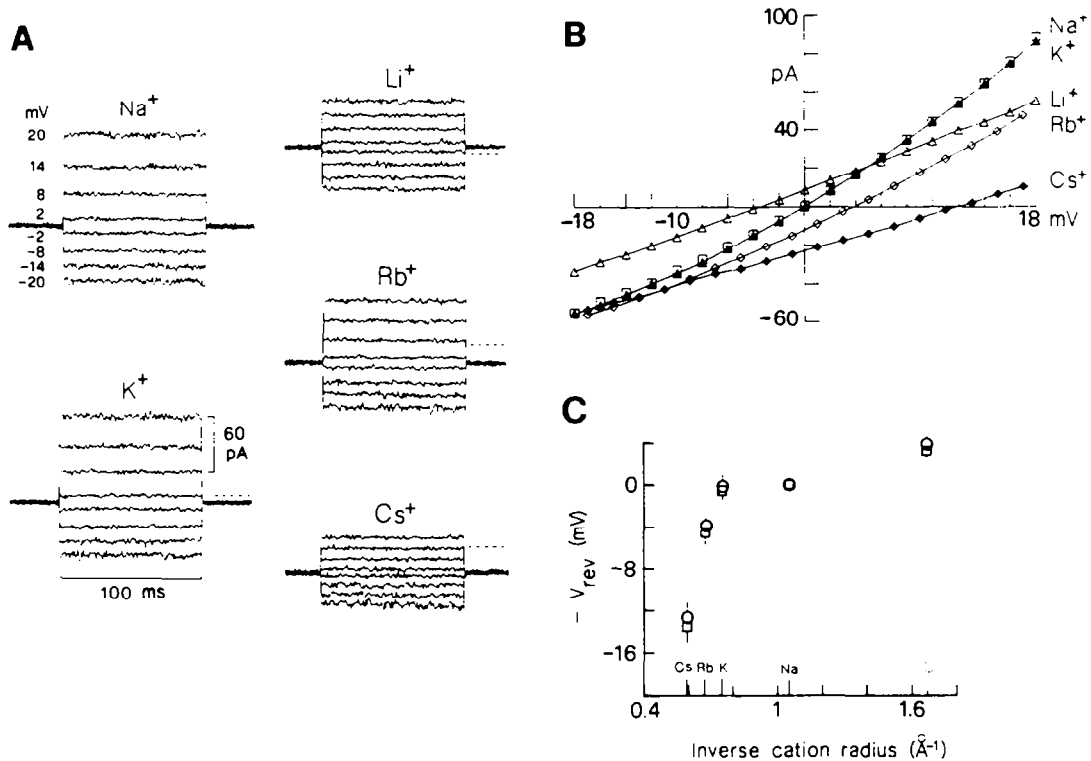 A
Na⁺
mV
20
14
8
2
-2
-8
-14
-20
K⁺
60
pA
100 ms
Li⁺
Rb⁺
Cs⁺
B
100
pA
40
-18
-10
18 mV
-60
Na⁺
K⁺
Li⁺
Rb⁺
Cs⁺
C
0
-8
-16
- Vrev (mV)
Cs Rb K Na
0.4 1 1.6
Inverse cation radius (Å⁻¹)